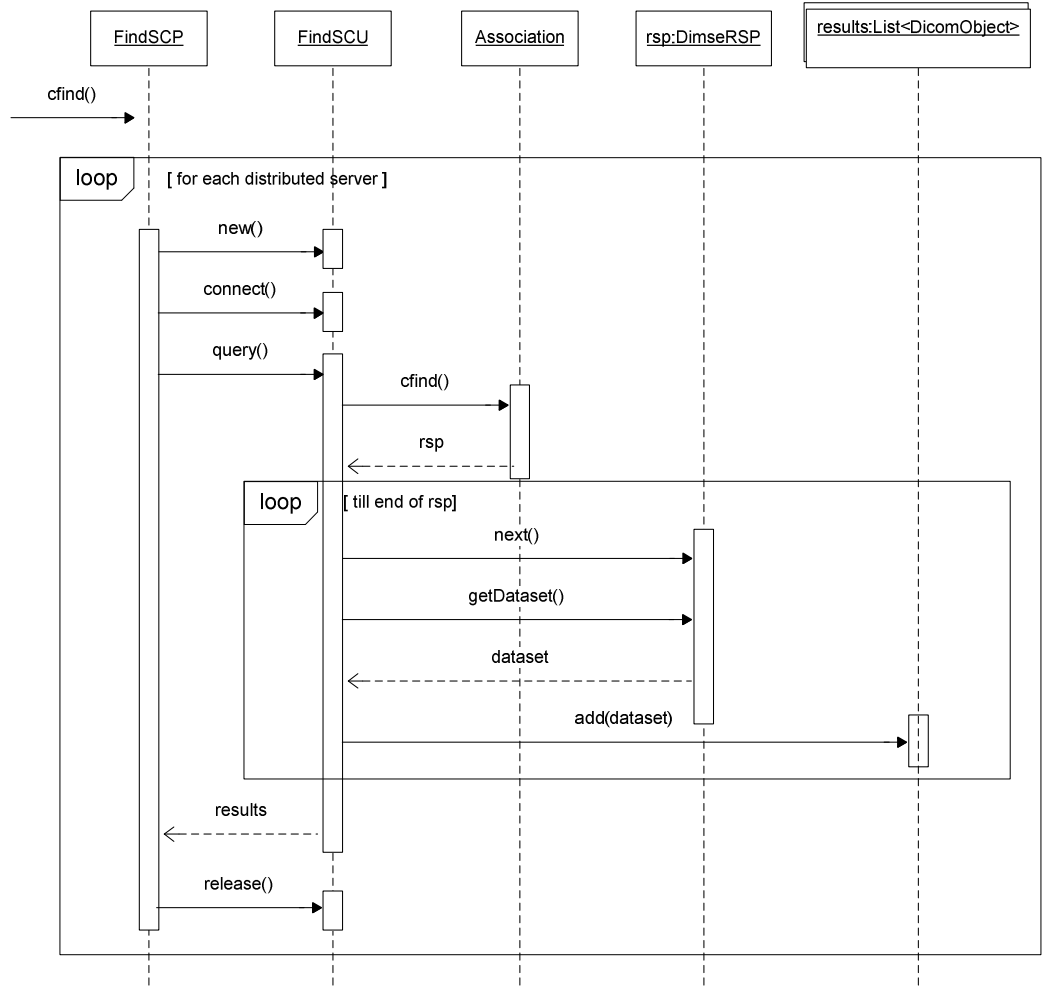 FindSCP
FindSCU
Association
rsp:DimseRSP
results:List<DicomObject>
cfind()
loop
[ for each distributed server ]
new()
connect()
query()
cfind()
rsp
loop
[ till end of rsp]
next()
getDataset()
dataset
add(dataset)
results
release()